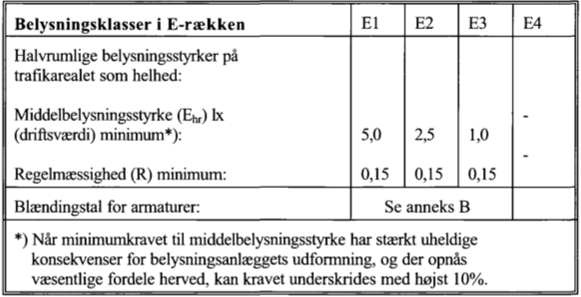 Belysningsklasser i E-rækken E1 E2 E3 E4
Halvrumlige belysningsstyrker på
trafikarealet som helhed:
Middelbelysningsstyrke (Ehr) lx -
(driftsværdi) minimum*): 5,0 2,5 1,0
-
Regelmæssighed (R) minimum: 0,15 0,15 0,15
Blændingstal for armaturer: Se anneks B
*) Når minimumkravet til middelbelysningsstyrke har stærkt uheldige
konsekvenser for belysningsanlæggets udformning, og der opnås
væsentlige fordele herved, kan kravet underskrides med højst 10%.